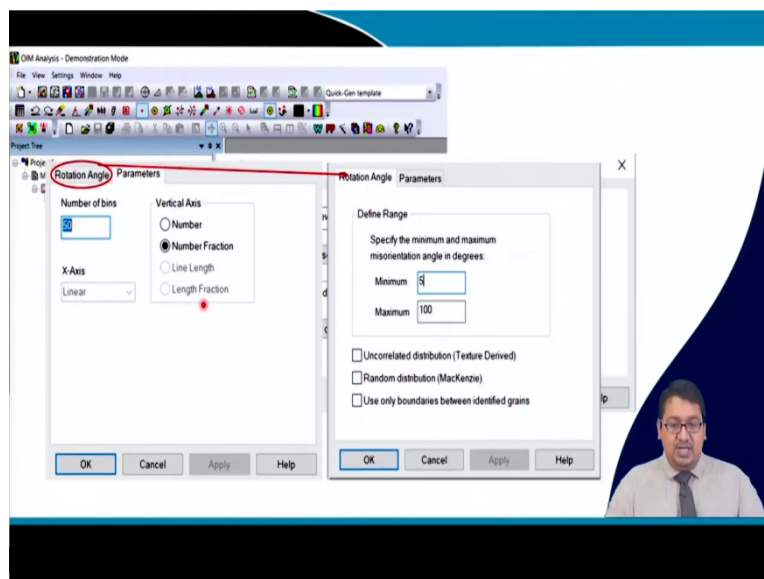 OIM Analysis - Demonstration Mode
File View Settings Window Help
Quick-Gen template
Project Tree
Proje
M
Rotation Angle Parameters
Number of bins
50
X-Axis
Linear
Vertical Axis
Number
Number Fraction
Line Length
Length Fraction
OK Cancel Apply Help
Rotation Angle Parameters
Define Range
Specify the minimum and maximum
misorientation angle in degrees:
Minimum 5
Maximum 100
Uncorrelated distribution (Texture Derived)
Random distribution (MacKenzie)
Use only boundaries between identified grains
OK Cancel Apply Help
lp